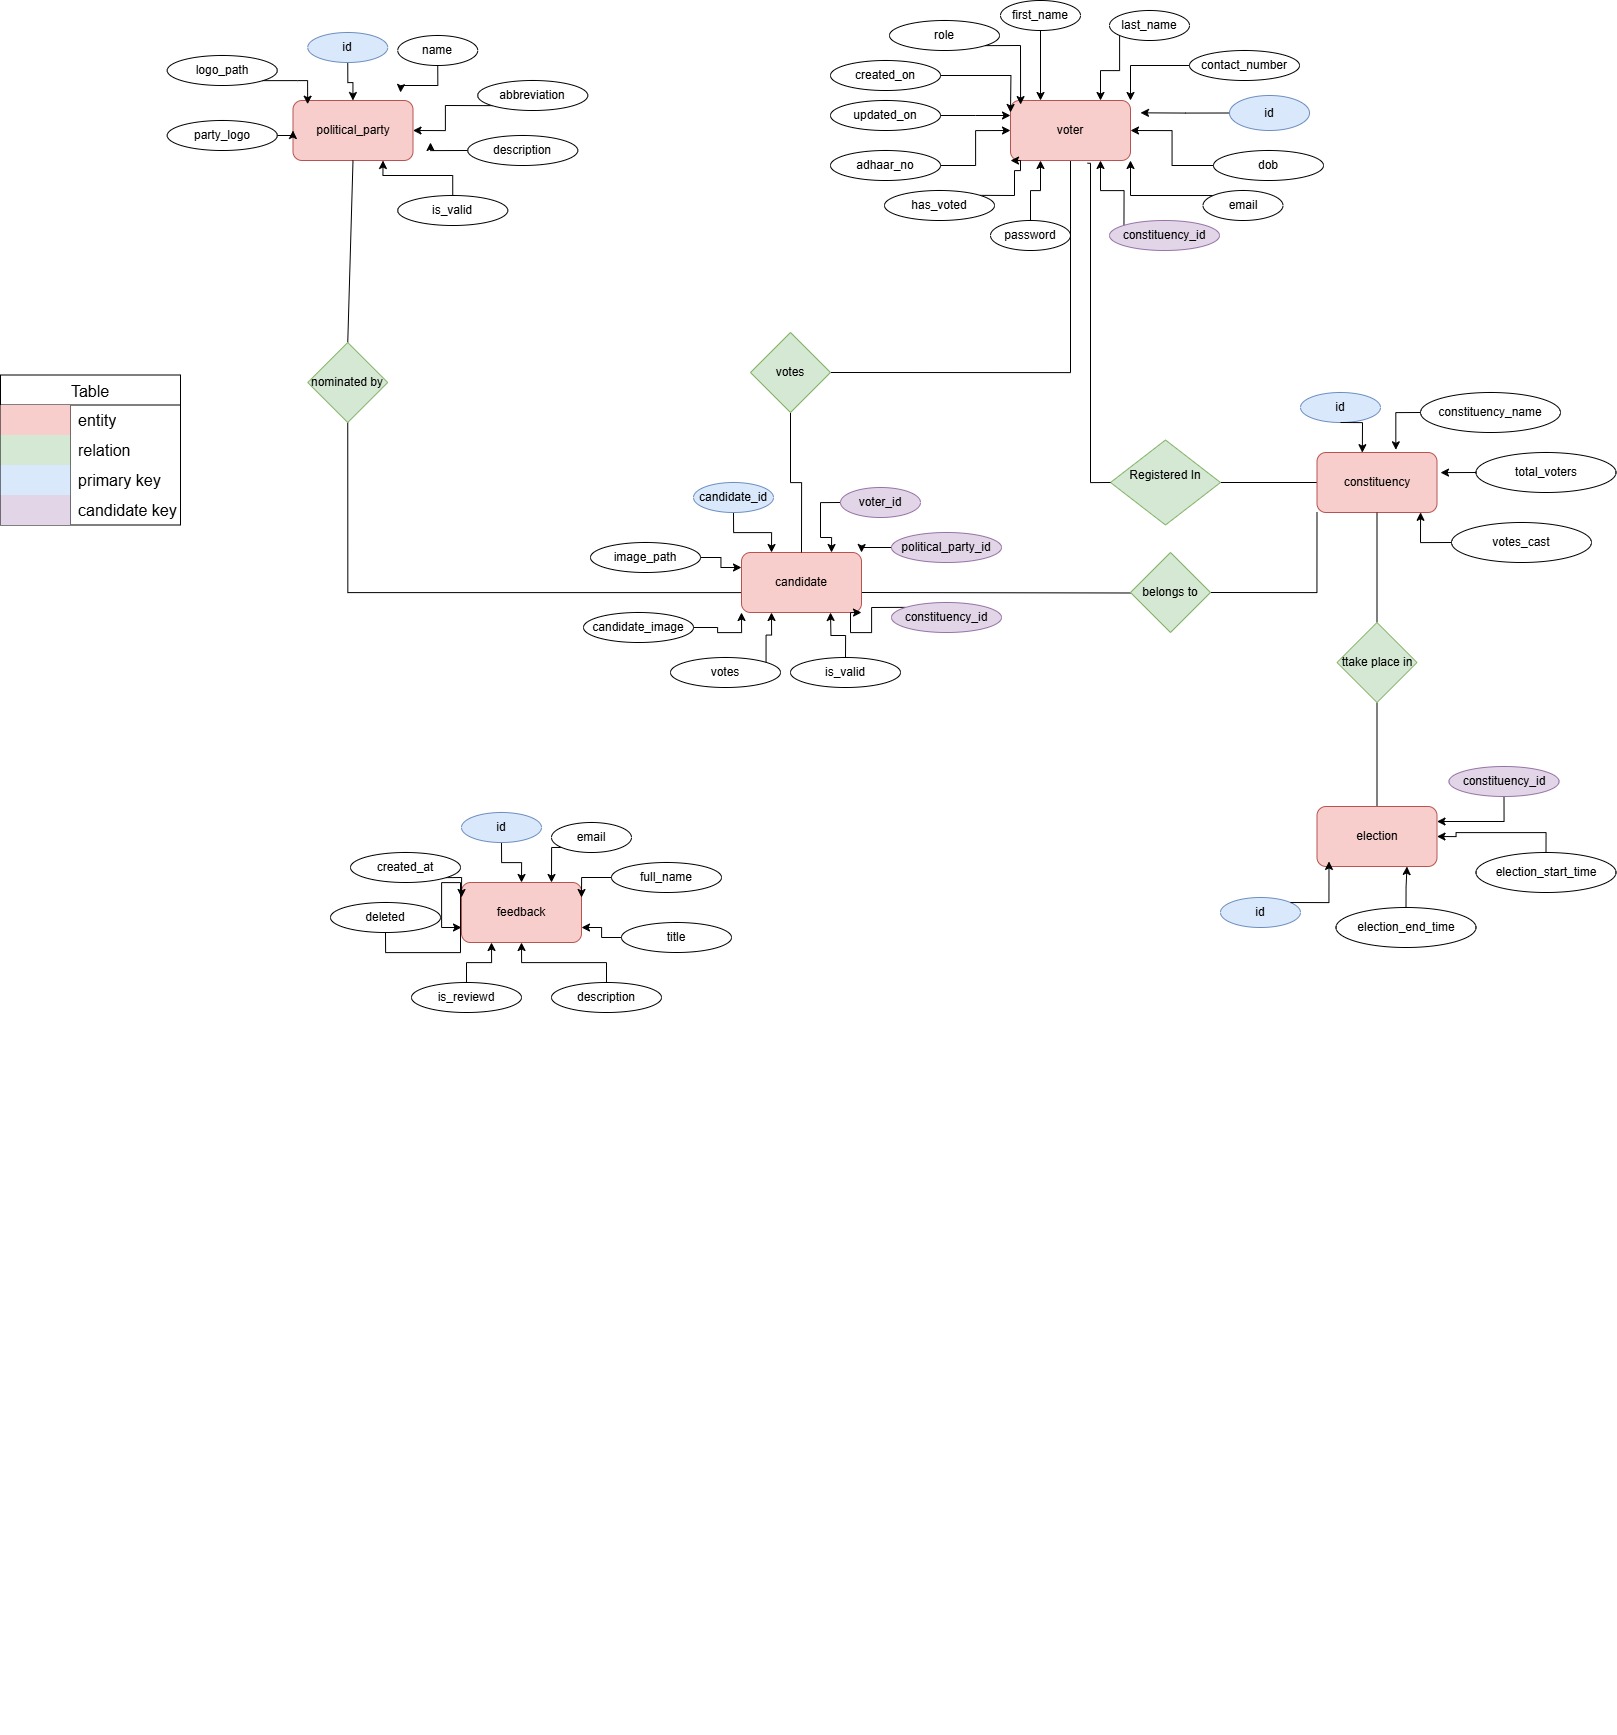 first_name
last_name
role
id
name
contact_number
logo_path
created_on
abbreviation
id
updated_on
political_party
voter
party_logo
description
adhaar_no
dob
is_valid
has_voted
email
password
constituency_id
votes
nominated by
Table
entity
relation
primary key
candidate key
id
constituency_name
Registered In
total_voters
constituency
candidate_id
voter_id
political_party_id
votes_cast
image_path
candidate
belongs to
constituency_id
candidate_image
votes
is_valid
ttake place in
constituency_id
id
email
election
created_at
full_name
election_start_time
deleted
feedback
id
election_end_time
title
is_reviewd
description